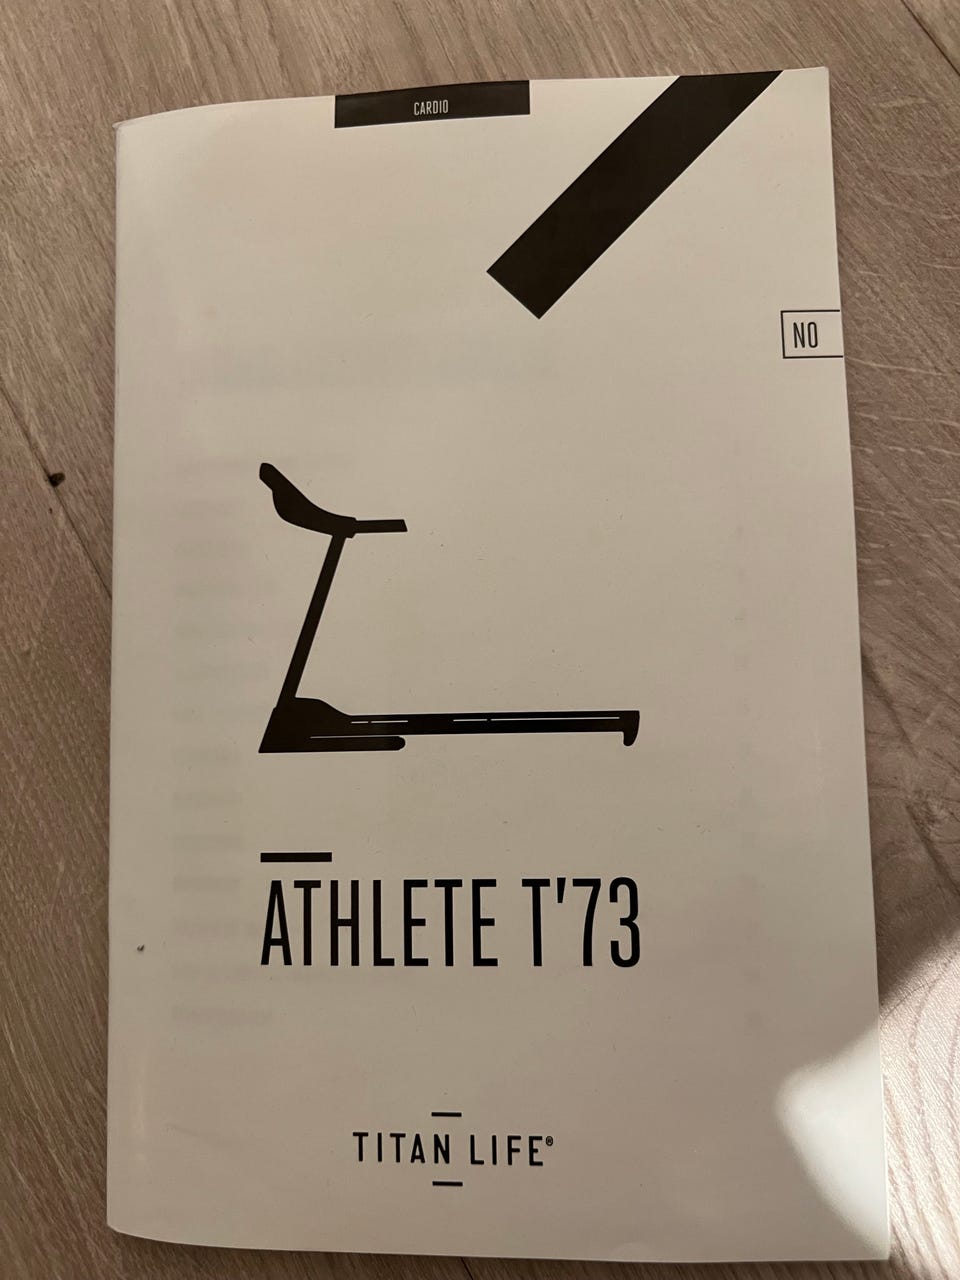 CARDIO
NO
ATHLETE T'73
TITAN LIFE®